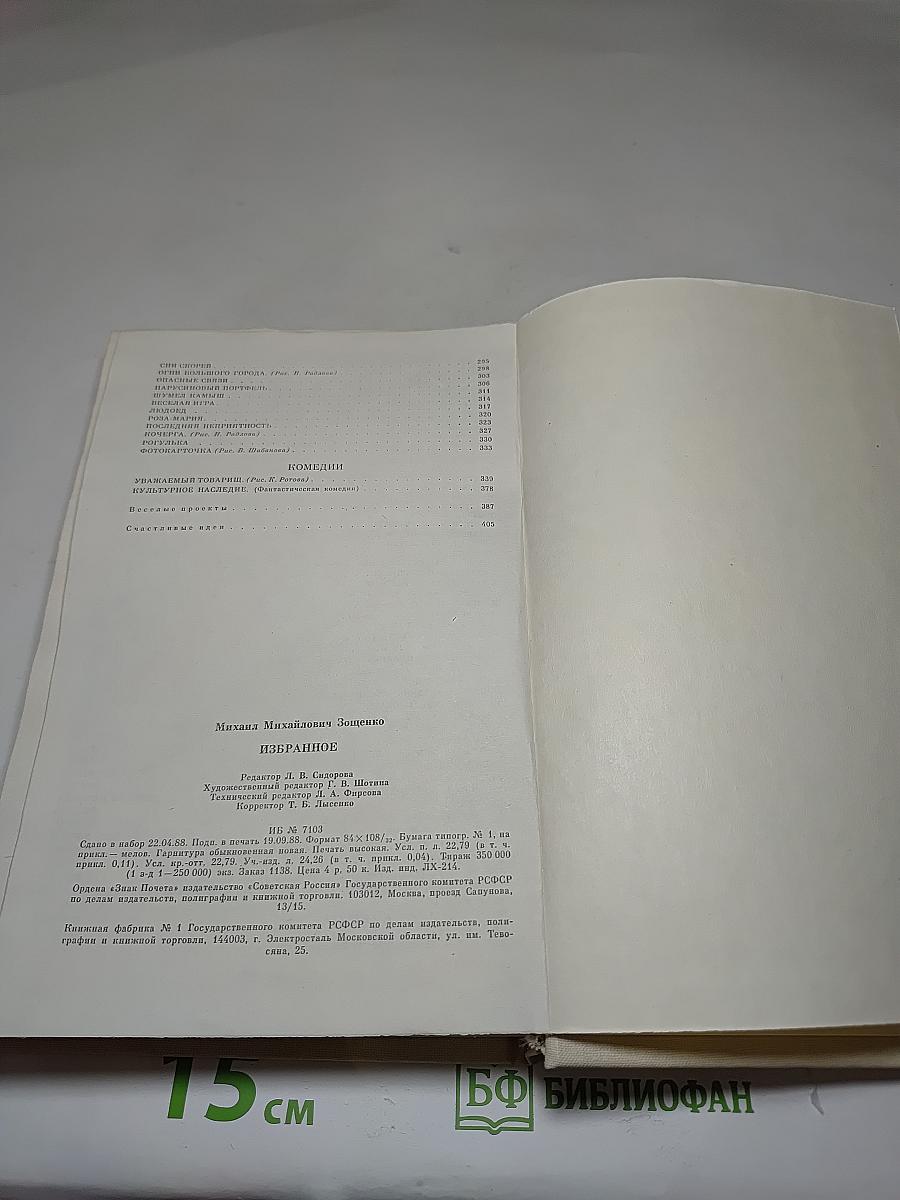 СПИ СКОРЕЙ . . . 295
ОГНИ БОЛЬШОГО ГОРОДА. (Рис. Н. Радлова) . . . 298
ОПАСНЫЕ СВЯЗИ . . . 303
ПАРУСИНОВЫЙ ПОРТФЕЛЬ . . . 306
ШУМЕЛ КАМЫШ . . . 311
ВЕСЕЛАЯ ИГРА . . . 314
ЛЮДОЕД . . . 317
РОЗА-МАРИЯ . . . 320
ПОСЛЕДНЯЯ НЕПРИЯТНОСТЬ . . . 323
КОЧЕРГА. (Рис. Н. Радлова) . . . 327
РОГУЛЬКА . . . 330
ФОТОКАРТОЧКА (Рис. В. Шабанова) . . . 333
КОМЕДИИ
УВАЖАЕМЫЙ ТОВАРИЩ. (Рис. К. Ротова) . . . 339
КУЛЬТУРНОЕ НАСЛЕДИЕ. (Фантастическая комедия) . . . 378
Веселые проекты . . . 387
Счастливые идеи . . . 405
Михаил Михайлович Зощенко
ИЗБРАННОЕ
Редактор Л. В. Сидорова
Художественный редактор Г. В. Шотина
Технический редактор Л. А. Фирсова
Корректор Т. Б. Лысенко
ИБ № 7103
Сдано в набор 22.04.88. Подп. в печать 19.09.88. Формат 84×108/32. Бумага типогр. № 1, на
прикл.— мелов. Гарнитура обыкновенная новая. Печать высокая. Усл. п. л. 22,79 (в т. ч.
прикл. 0,11). Усл. кр.-отт. 22,79. Уч.-изд. л. 24,26 (в т. ч. прикл. 0,04). Тираж 350 000
(1 з-д 1—250 000) экз. Заказ 1138. Цена 4 р. 50 к. Изд. инд. ЛХ-214.
Ордена «Знак Почета» издательство «Советская Россия» Государственного комитета РСФСР
по делам издательств, полиграфии и книжной торговли. 103012, Москва, проезд Сапунова,
13/15.
Книжная фабрика № 1 Государственного комитета РСФСР по делам издательств, поли-
графии и книжной торговли, 144003, г. Электросталь Московской области, ул. им. Тево-
сяна, 25.
15 см
БФ БИБЛИОФАН